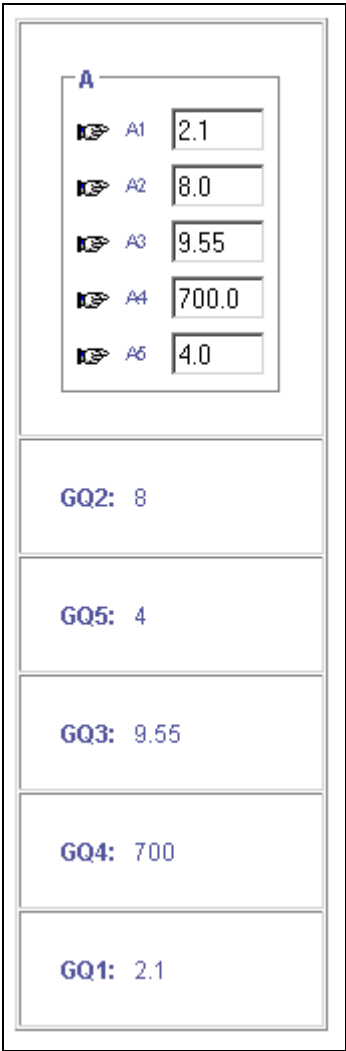 A
A1 2.1
A2 8.0
A3 9.55
A4 700.0
A5 4.0
GQ2: 8
GQ5: 4
GQ3: 9.55
GQ4: 700
GQ1: 2.1